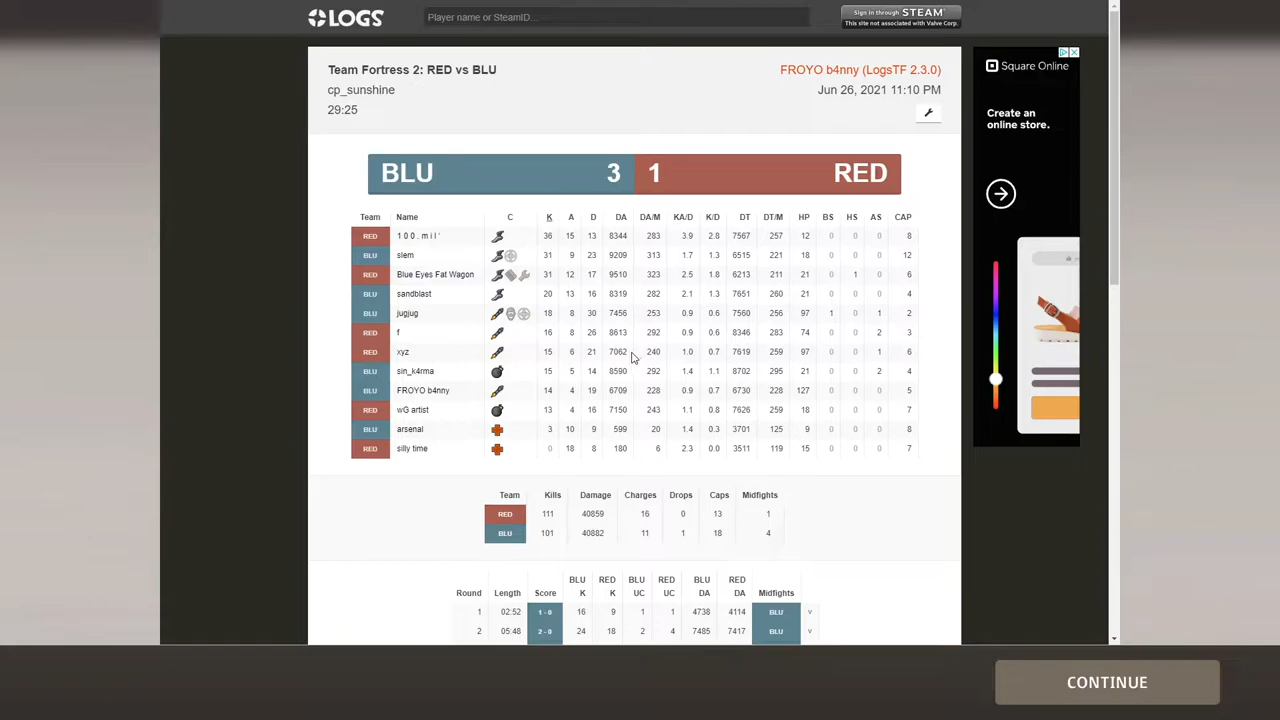 LOGS
Player name or SteamID...
Sign in through STEAM
This site not associated with Valve Corp.
Team Fortress 2: RED vs BLU
FROYO b4nny (LogsTF 2.3.0)
cp_sunshine
Jun 26, 2021 11:10 PM
29:25
BLU 3 1 RED
Team Name C K A D DA DA/M KA/D K/D DT DT/M HP BS HS AS CAP
RED 1 0 0 . m i l ' 36 15 13 8344 283 3.9 2.8 7567 257 12 0 0 0 8
BLU slem 31 9 23 9209 313 1.7 1.3 6515 221 18 0 0 0 12
RED Blue Eyes Fat Wagon 31 12 17 9510 323 2.5 1.8 6213 211 21 0 1 0 6
BLU sandblast 20 13 16 8319 282 2.1 1.3 7651 260 21 0 0 0 4
BLU jugjug 18 8 30 7456 253 0.9 0.6 7560 256 97 1 0 1 2
RED f 16 8 26 8613 292 0.9 0.6 8346 283 74 0 0 2 3
RED xyz 15 6 21 7062 240 1.0 0.7 7619 259 97 0 0 1 6
BLU sin_k4rma 15 5 14 8590 292 1.4 1.1 8702 295 21 0 0 2 4
BLU FROYO b4nny 14 4 19 6709 228 0.9 0.7 6730 228 127 0 0 0 5
RED wG artist 13 4 16 7150 243 1.1 0.8 7626 259 18 0 0 0 7
BLU arsenal 3 10 9 599 20 1.4 0.3 3701 125 9 0 0 0 8
RED silly time 0 18 8 180 6 2.3 0.0 3511 119 15 0 0 0 7
Team Kills Damage Charges Drops Caps Midfights
RED 111 40859 16 0 13 1
BLU 101 40882 11 1 18 4
Round Length Score BLU K RED K BLU UC RED UC BLU DA RED DA Midfights
1 02:52 1 - 0 16 9 1 1 4738 4114 BLU v
2 05:48 2 - 0 24 18 2 4 7485 7417 BLU v
Square Online
Create an
online store.
CONTINUE